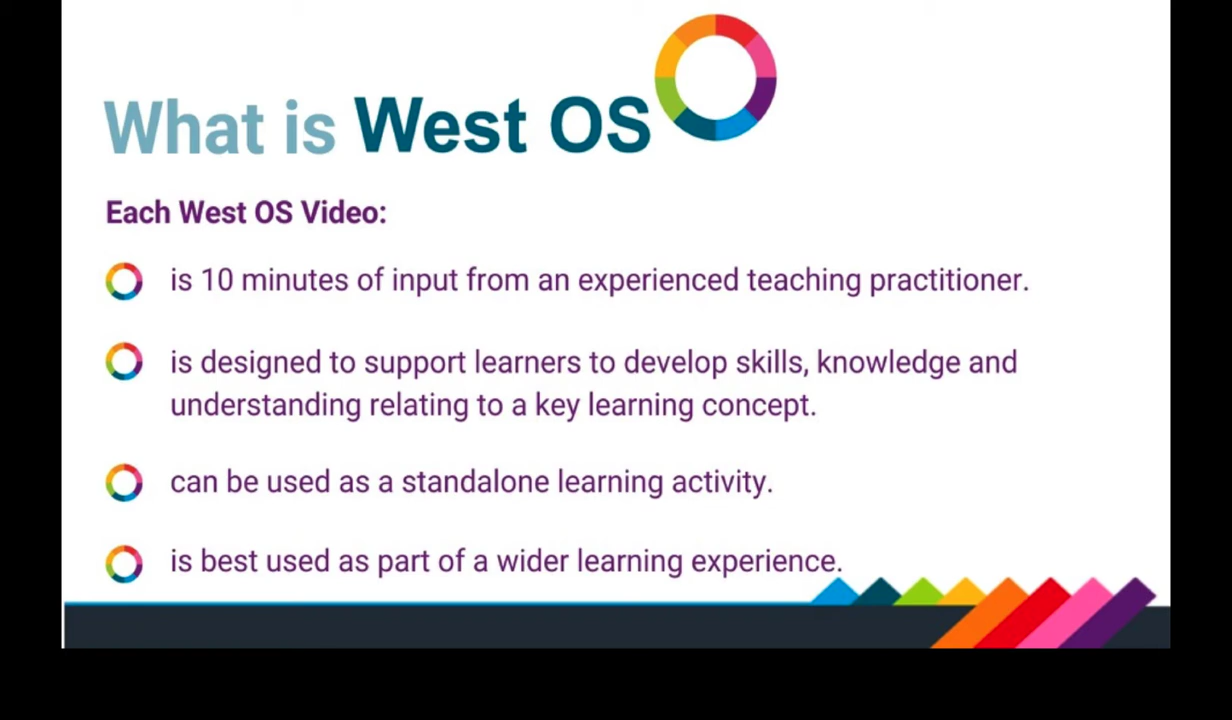 What is West OS
Each West OS Video:
is 10 minutes of input from an experienced teaching practitioner.
is designed to support learners to develop skills, knowledge and
understanding relating to a key learning concept.
can be used as a standalone learning activity.
is best used as part of a wider learning experience.